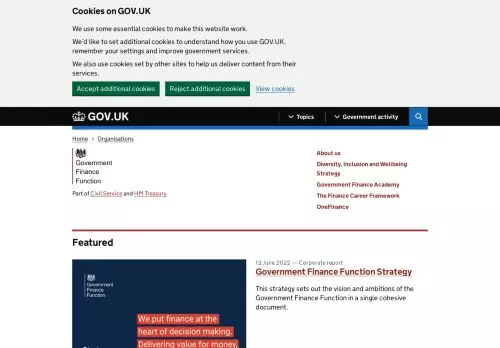 Cookies on GOV.UK
We use some essential cookies to make this website work.
We'd like to set additional cookies to understand how you use GOV.UK,
remember your settings and improve government services.
We also use cookies set by other sites to help us deliver content from their
services.
Accept additional cookies Reject additional cookies View cookies
GOV.UK Topics Government activity
Home > Organisations
Government
Finance
Function
Part of Civil Service and HM Treasury
About us
Diversity, Inclusion and Wellbeing
Strategy
Government Finance Academy
The Finance Career Framework
OneFinance
Featured
Government
Finance
Function
We put finance at the
heart of decision making.
Delivering value for money,
13 June 2022 — Corporate report
Government Finance Function Strategy
This strategy sets out the vision and ambitions of the
Government Finance Function in a single cohesive
document.